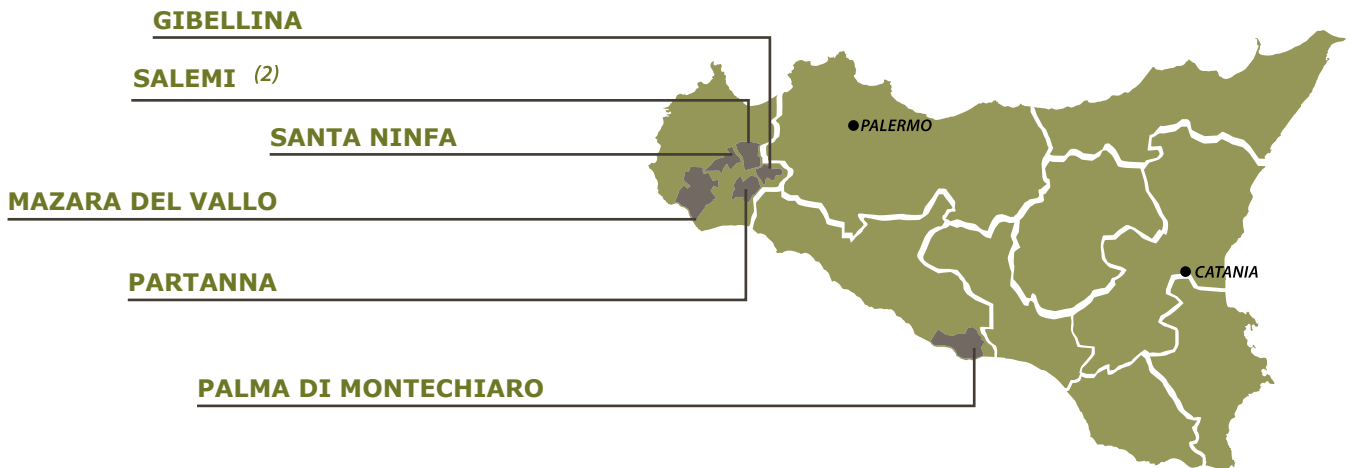 GIBELLINA
SALEMI (2)
SANTA NINFA
MAZARA DEL VALLO
PARTANNA
PALMA DI MONTECHIARO
PALERMO
CATANIA